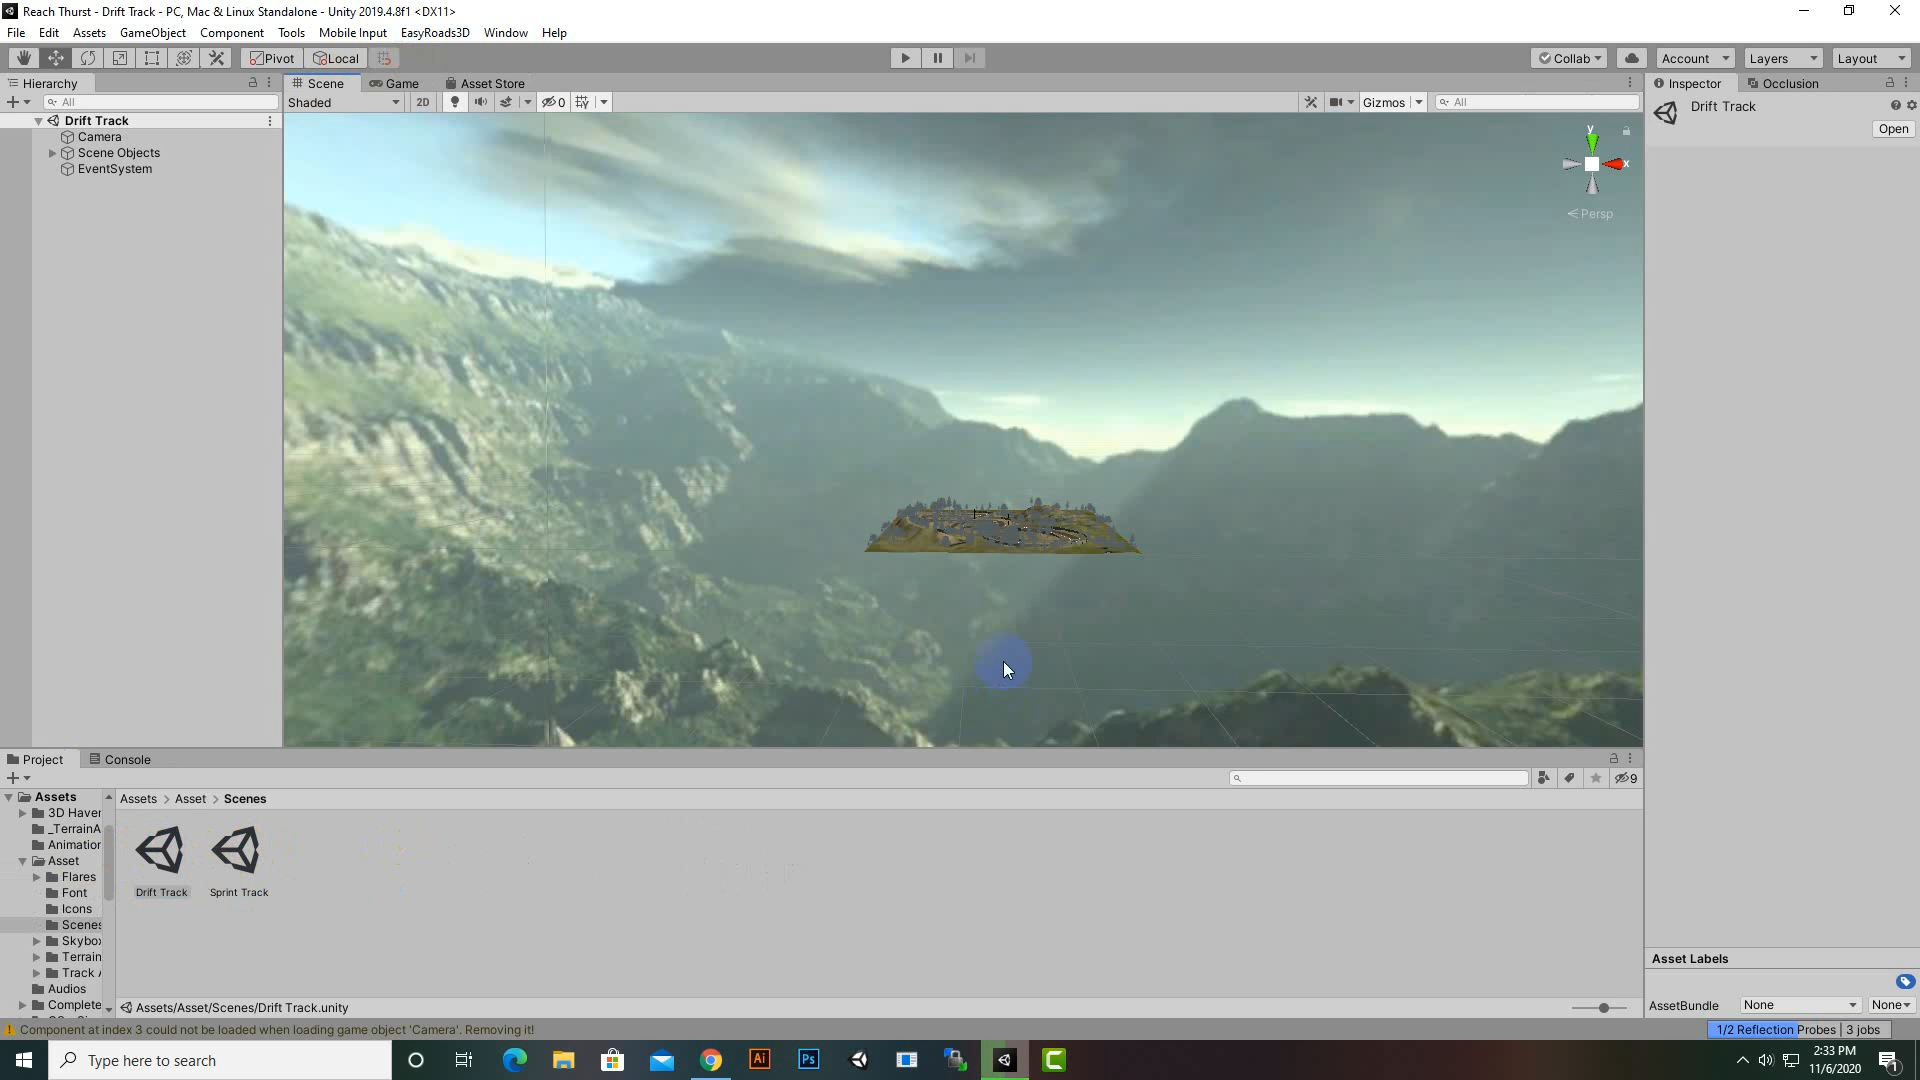 Reach Thurst - Drift Track - PC, Mac & Linux Standalone - Unity 2019.4.8f1 <DX11>
File Edit Assets GameObject Component Tools Mobile Input EasyRoads3D Window Help
Pivot Local Collab Account Layers Layout
Hierarchy
All
Drift Track
Camera
Scene Objects
EventSystem
Scene Game Asset Store
Shaded 2D 0 Gizmos All
y
x
Persp
Inspector Occlusion
Drift Track
Open
Project Console
9
Assets
3D Haver
_TerrainA
Animation
Asset
Flares
Font
Icons
Scenes
Skybox
Terrain
Track A
Audios
Complete
Assets > Asset > Scenes
Drift Track Sprint Track
Assets/Asset/Scenes/Drift Track.unity
Asset Labels
AssetBundle None None
Component at index 3 could not be loaded when loading game object 'Camera'. Removing it!
1/2 Reflection Probes | 3 jobs
Type here to search
Ai
Ps
2:33 PM
11/6/2020
1